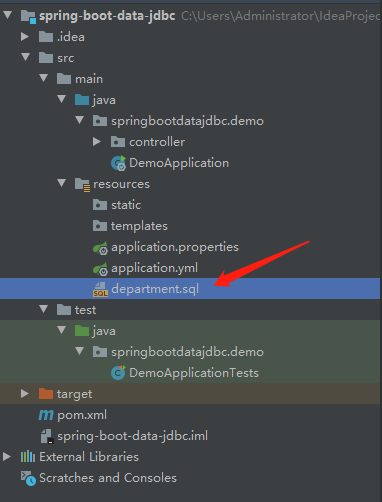 spring-boot-data-jdbc C:\Users\Administrator\IdeaProjec
.idea
src
main
java
springbootdatajdbc.demo
controller
DemoApplication
resources
static
templates
application.properties
application.yml
SQL department.sql
test
java
springbootdatajdbc.demo
DemoApplicationTests
target
m pom.xml
spring-boot-data-jdbc.iml
External Libraries
Scratches and Consoles